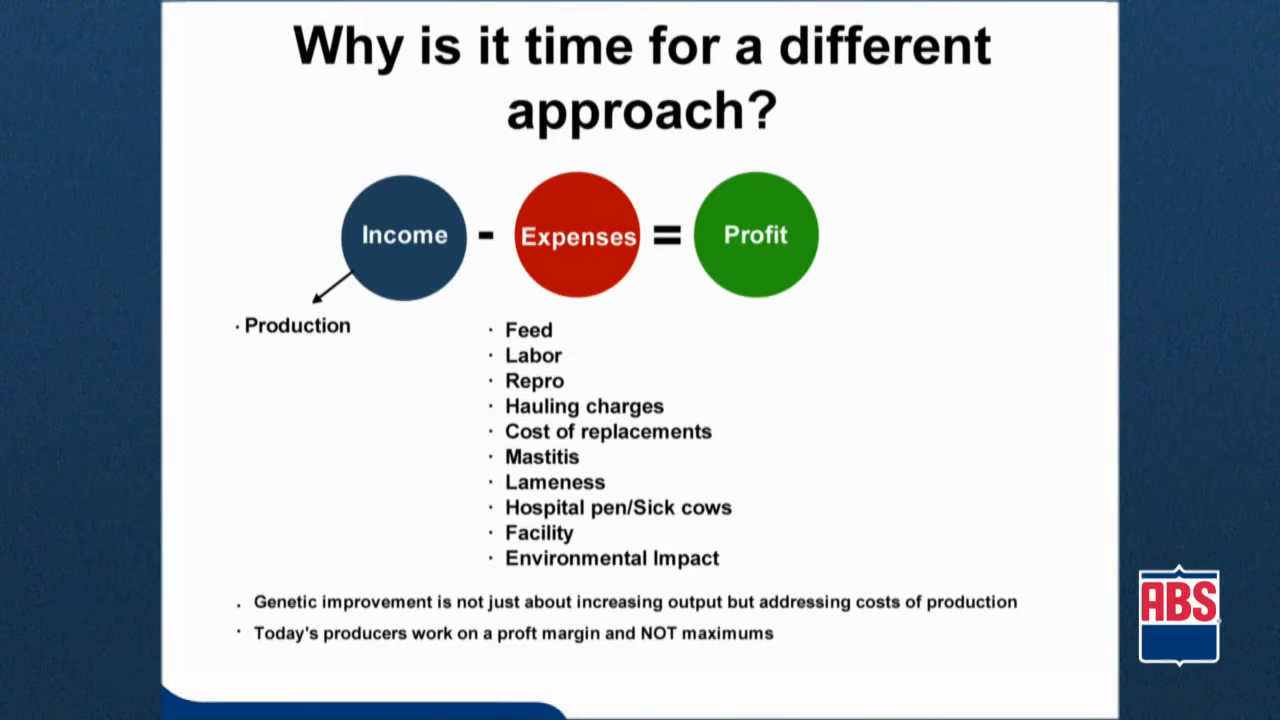 Why is it time for a different
approach?
Income - Expenses = Profit
· Production
· Feed
· Labor
· Repro
· Hauling charges
· Cost of replacements
· Mastitis
· Lameness
· Hospital pen/Sick cows
· Facility
· Environmental Impact
. Genetic improvement is not just about increasing output but addressing costs of production
· Today's producers work on a proft margin and NOT maximums
ABS